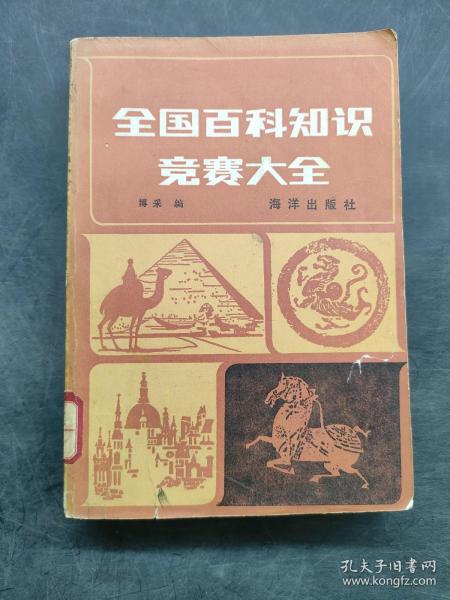 全国百科知识
竞赛大全
博采 编 海洋出版社
孔夫子旧书网
www.kongfz.com